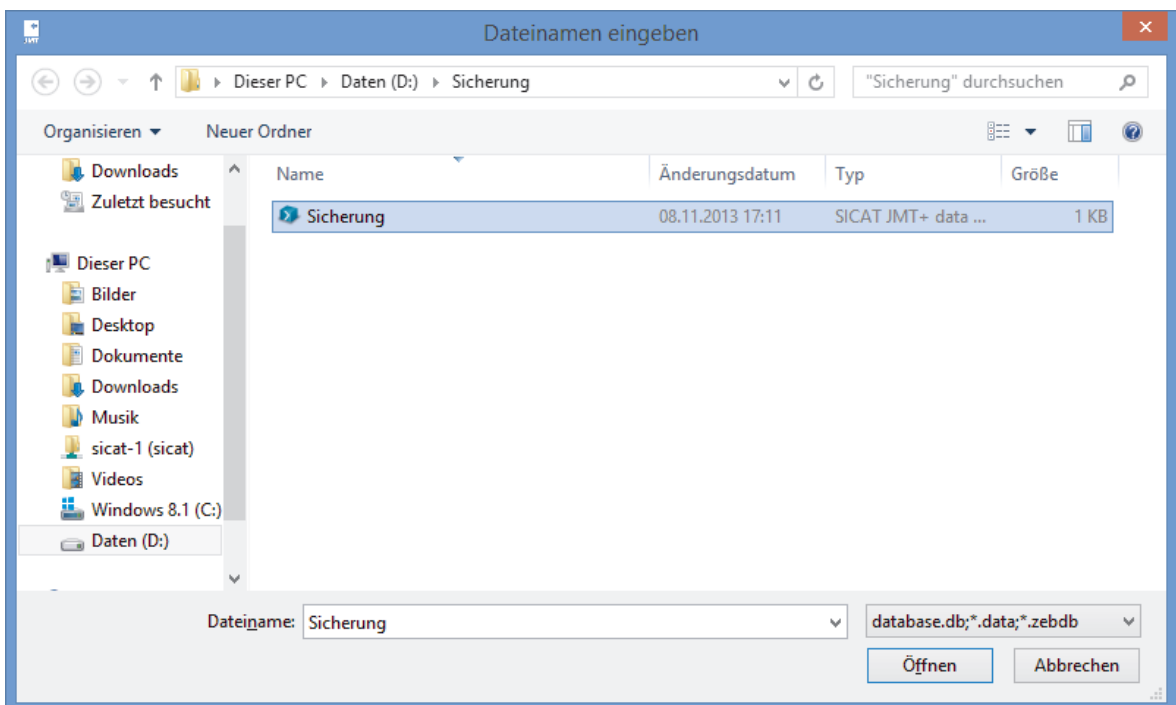 JMT
Dateinamen eingeben
Dieser PC Daten (D:) Sicherung "Sicherung" durchsuchen
Organisieren Neuer Ordner
Downloads
Zuletzt besucht
Dieser PC
Bilder
Desktop
Dokumente
Downloads
Musik
sicat-1 (sicat)
Videos
Windows 8.1 (C:)
Daten (D:)
Name Änderungsdatum Typ Größe
Sicherung 08.11.2013 17:11 SICAT JMT+ data ... 1 KB
Dateiname: Sicherung database.db;*.data;*.zebdb
Öffnen Abbrechen